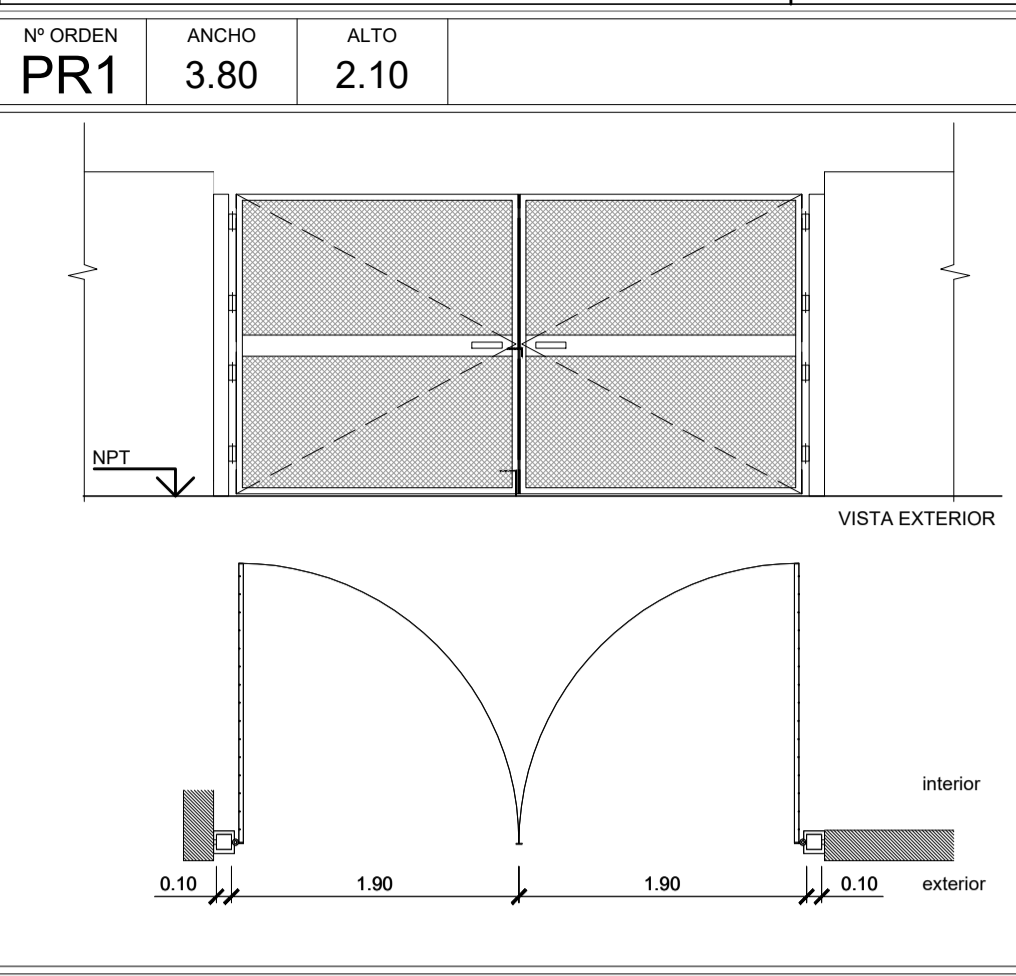 Nº ORDEN ANCHO ALTO
PR1 3.80 2.10
NPT
VISTA EXTERIOR
interior
0.10 1.90 1.90 0.10 exterior